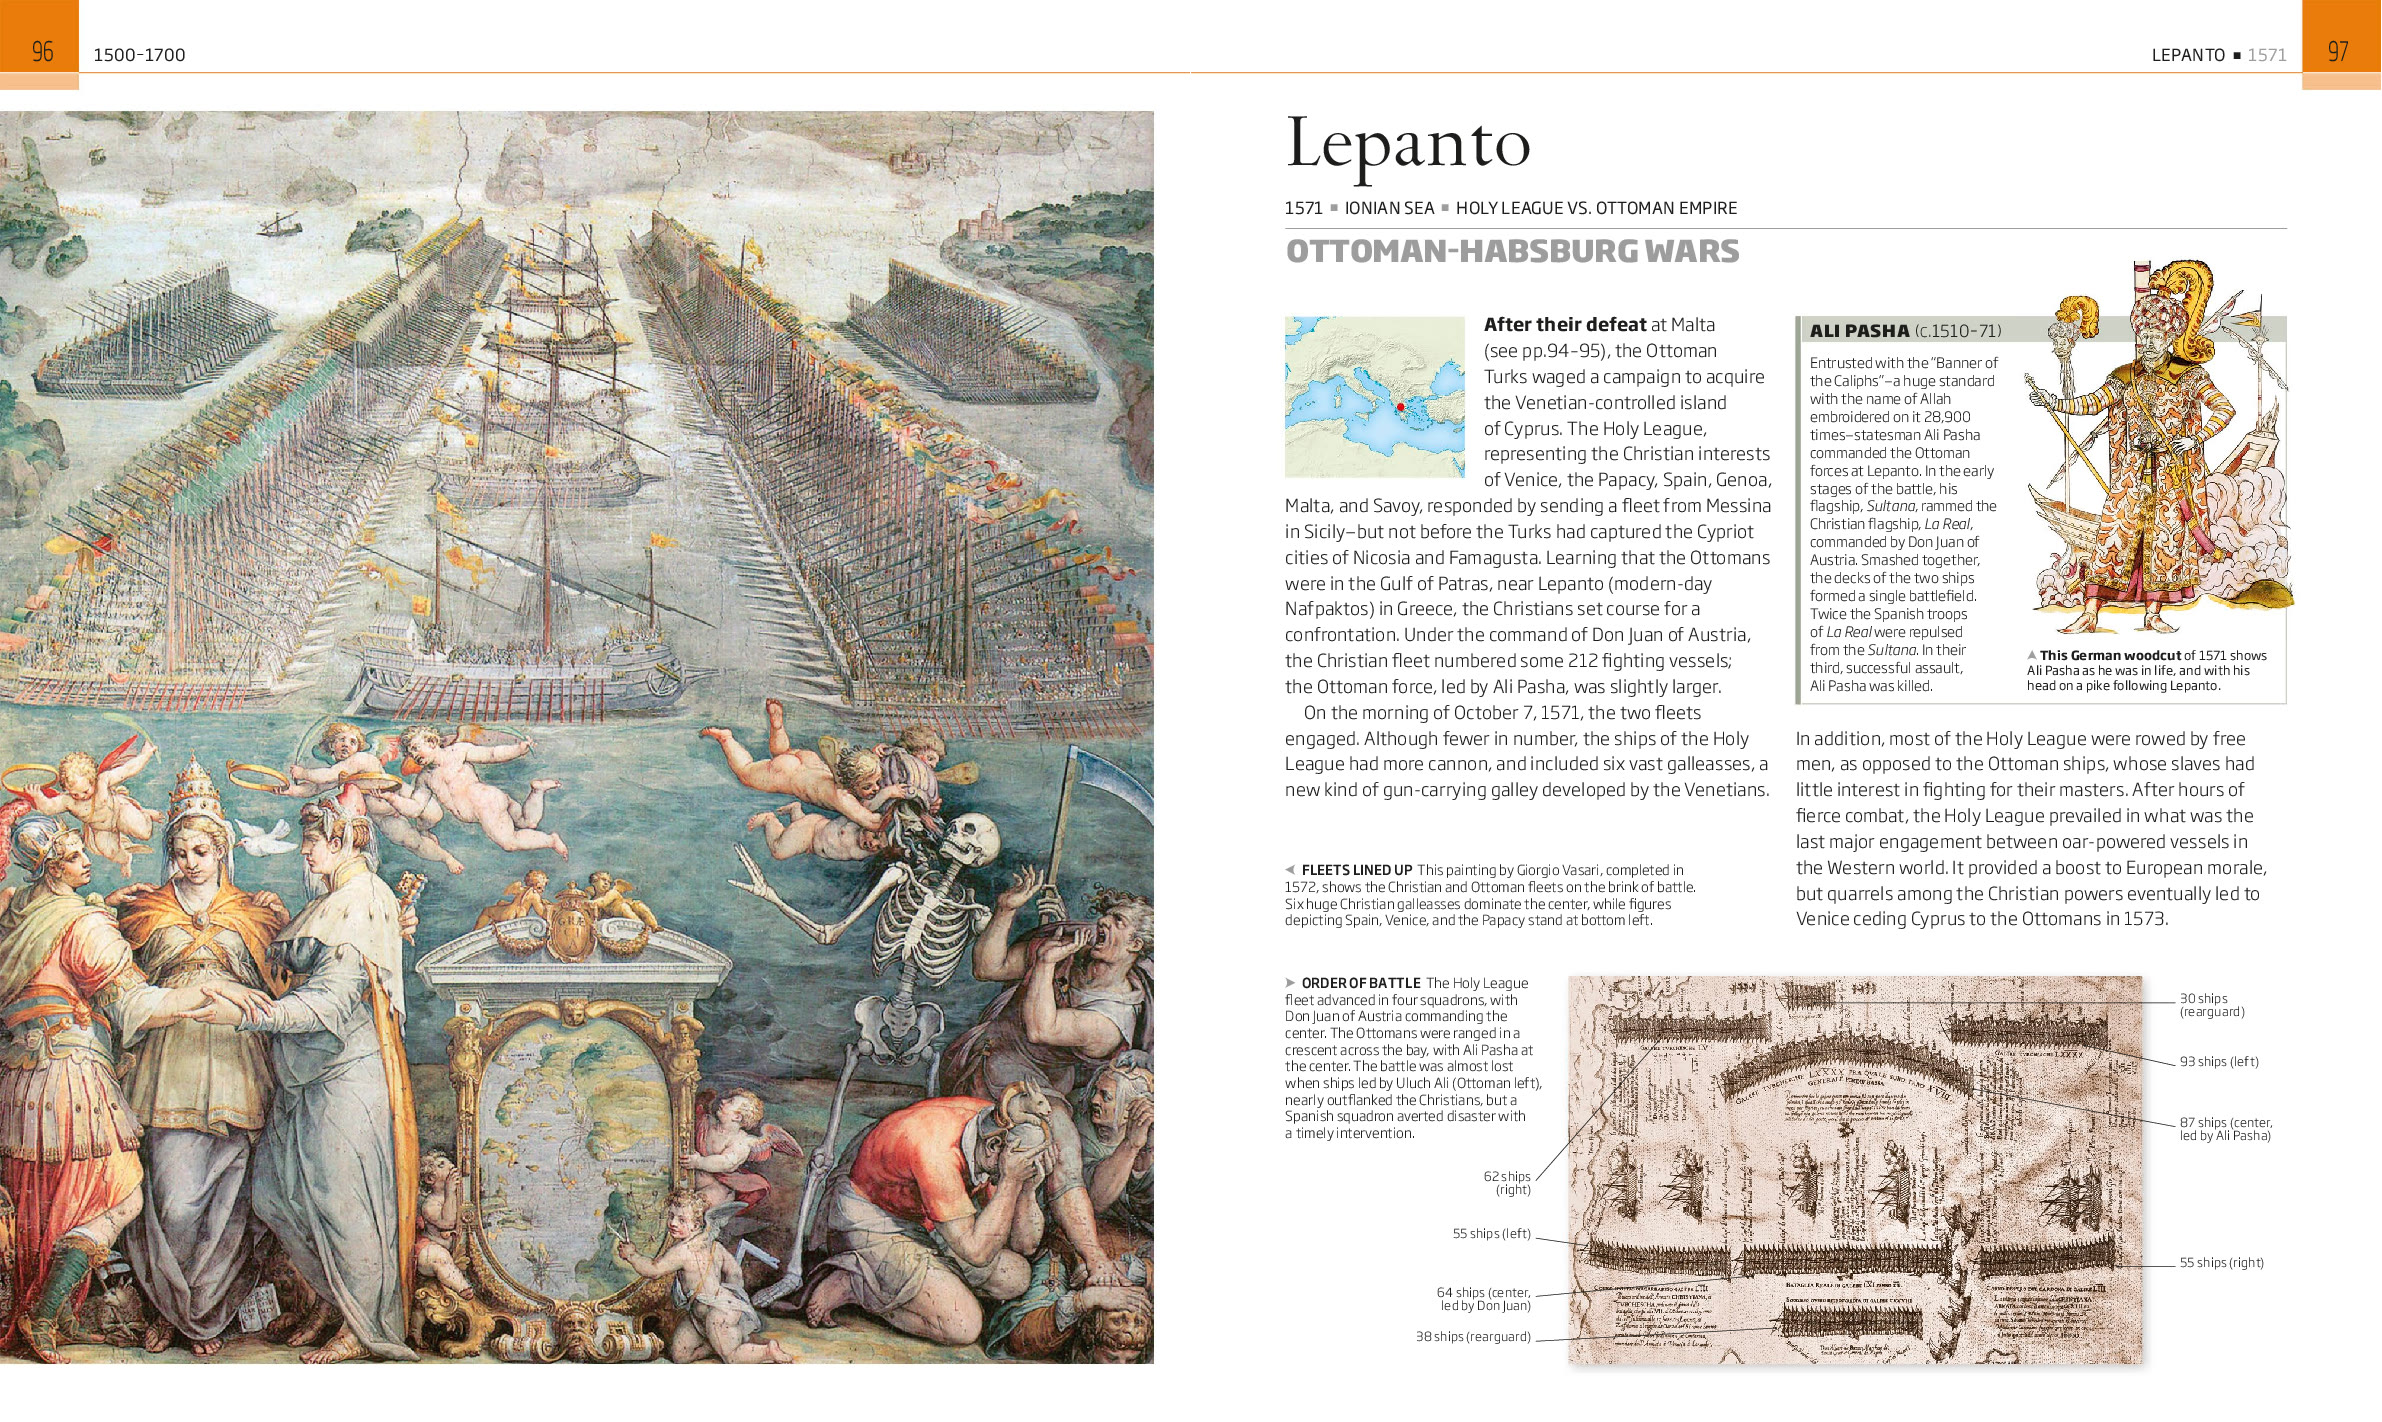 96
1500–1700
LEPANTO ▪ 1571
97
Lepanto
1571 ▪ IONIAN SEA ▪ HOLY LEAGUE VS. OTTOMAN EMPIRE
OTTOMAN-HABSBURG WARS
After their defeat at Malta
(see pp.94–95), the Ottoman
Turks waged a campaign to acquire
the Venetian-controlled island
of Cyprus. The Holy League,
representing the Christian interests
of Venice, the Papacy, Spain, Genoa,
Malta, and Savoy, responded by sending a fleet from Messina
in Sicily—but not before the Turks had captured the Cypriot
cities of Nicosia and Famagusta. Learning that the Ottomans
were in the Gulf of Patras, near Lepanto (modern-day
Nafpaktos) in Greece, the Christians set course for a
confrontation. Under the command of Don Juan of Austria,
the Christian fleet numbered some 212 fighting vessels;
the Ottoman force, led by Ali Pasha, was slightly larger.
On the morning of October 7, 1571, the two fleets
engaged. Although fewer in number, the ships of the Holy
League had more cannon, and included six vast galleasses, a
new kind of gun-carrying galley developed by the Venetians.
ALI PASHA (C.1510–71)
Entrusted with the “Banner of
the Caliphs”—a huge standard
with the name of Allah
embroidered on it 28,900
times—statesman Ali Pasha
commanded the Ottoman
forces at Lepanto. In the early
stages of the battle, his
flagship, Sultana, rammed the
Christian flagship, La Real,
commanded by Don Juan of
Austria. Smashed together,
the decks of the two ships
formed a single battlefield.
Twice the Spanish troops
of La Real were repulsed
from the Sultana. In their
third, successful assault,
Ali Pasha was killed.
This German woodcut of 1571 shows
Ali Pasha as he was in life, and with his
head on a pike following Lepanto.
In addition, most of the Holy League were rowed by free
men, as opposed to the Ottoman ships, whose slaves had
little interest in fighting for their masters. After hours of
fierce combat, the Holy League prevailed in what was the
last major engagement between oar-powered vessels in
the Western world. It provided a boost to European morale,
but quarrels among the Christian powers eventually led to
Venice ceding Cyprus to the Ottomans in 1573.
FLEETS LINED UP This painting by Giorgio Vasari, completed in
1572, shows the Christian and Ottoman fleets on the brink of battle.
Six huge Christian galleasses dominate the center, while figures
depicting Spain, Venice, and the Papacy stand at bottom left.
ORDER OF BATTLE The Holy League
fleet advanced in four squadrons, with
Don Juan of Austria commanding the
center. The Ottomans were ranged in a
crescent across the bay, with Ali Pasha at
the center. The battle was almost lost
when ships led by Uluch Ali (Ottoman left),
nearly outflanked the Christians, but a
Spanish squadron averted disaster with
a timely intervention.
62 ships
(right)
55 ships (left)
64 ships (center,
led by Don Juan)
38 ships (rearguard)
30 ships
(rearguard)
93 ships (left)
87 ships (center,
led by Ali Pasha)
55 ships (right)